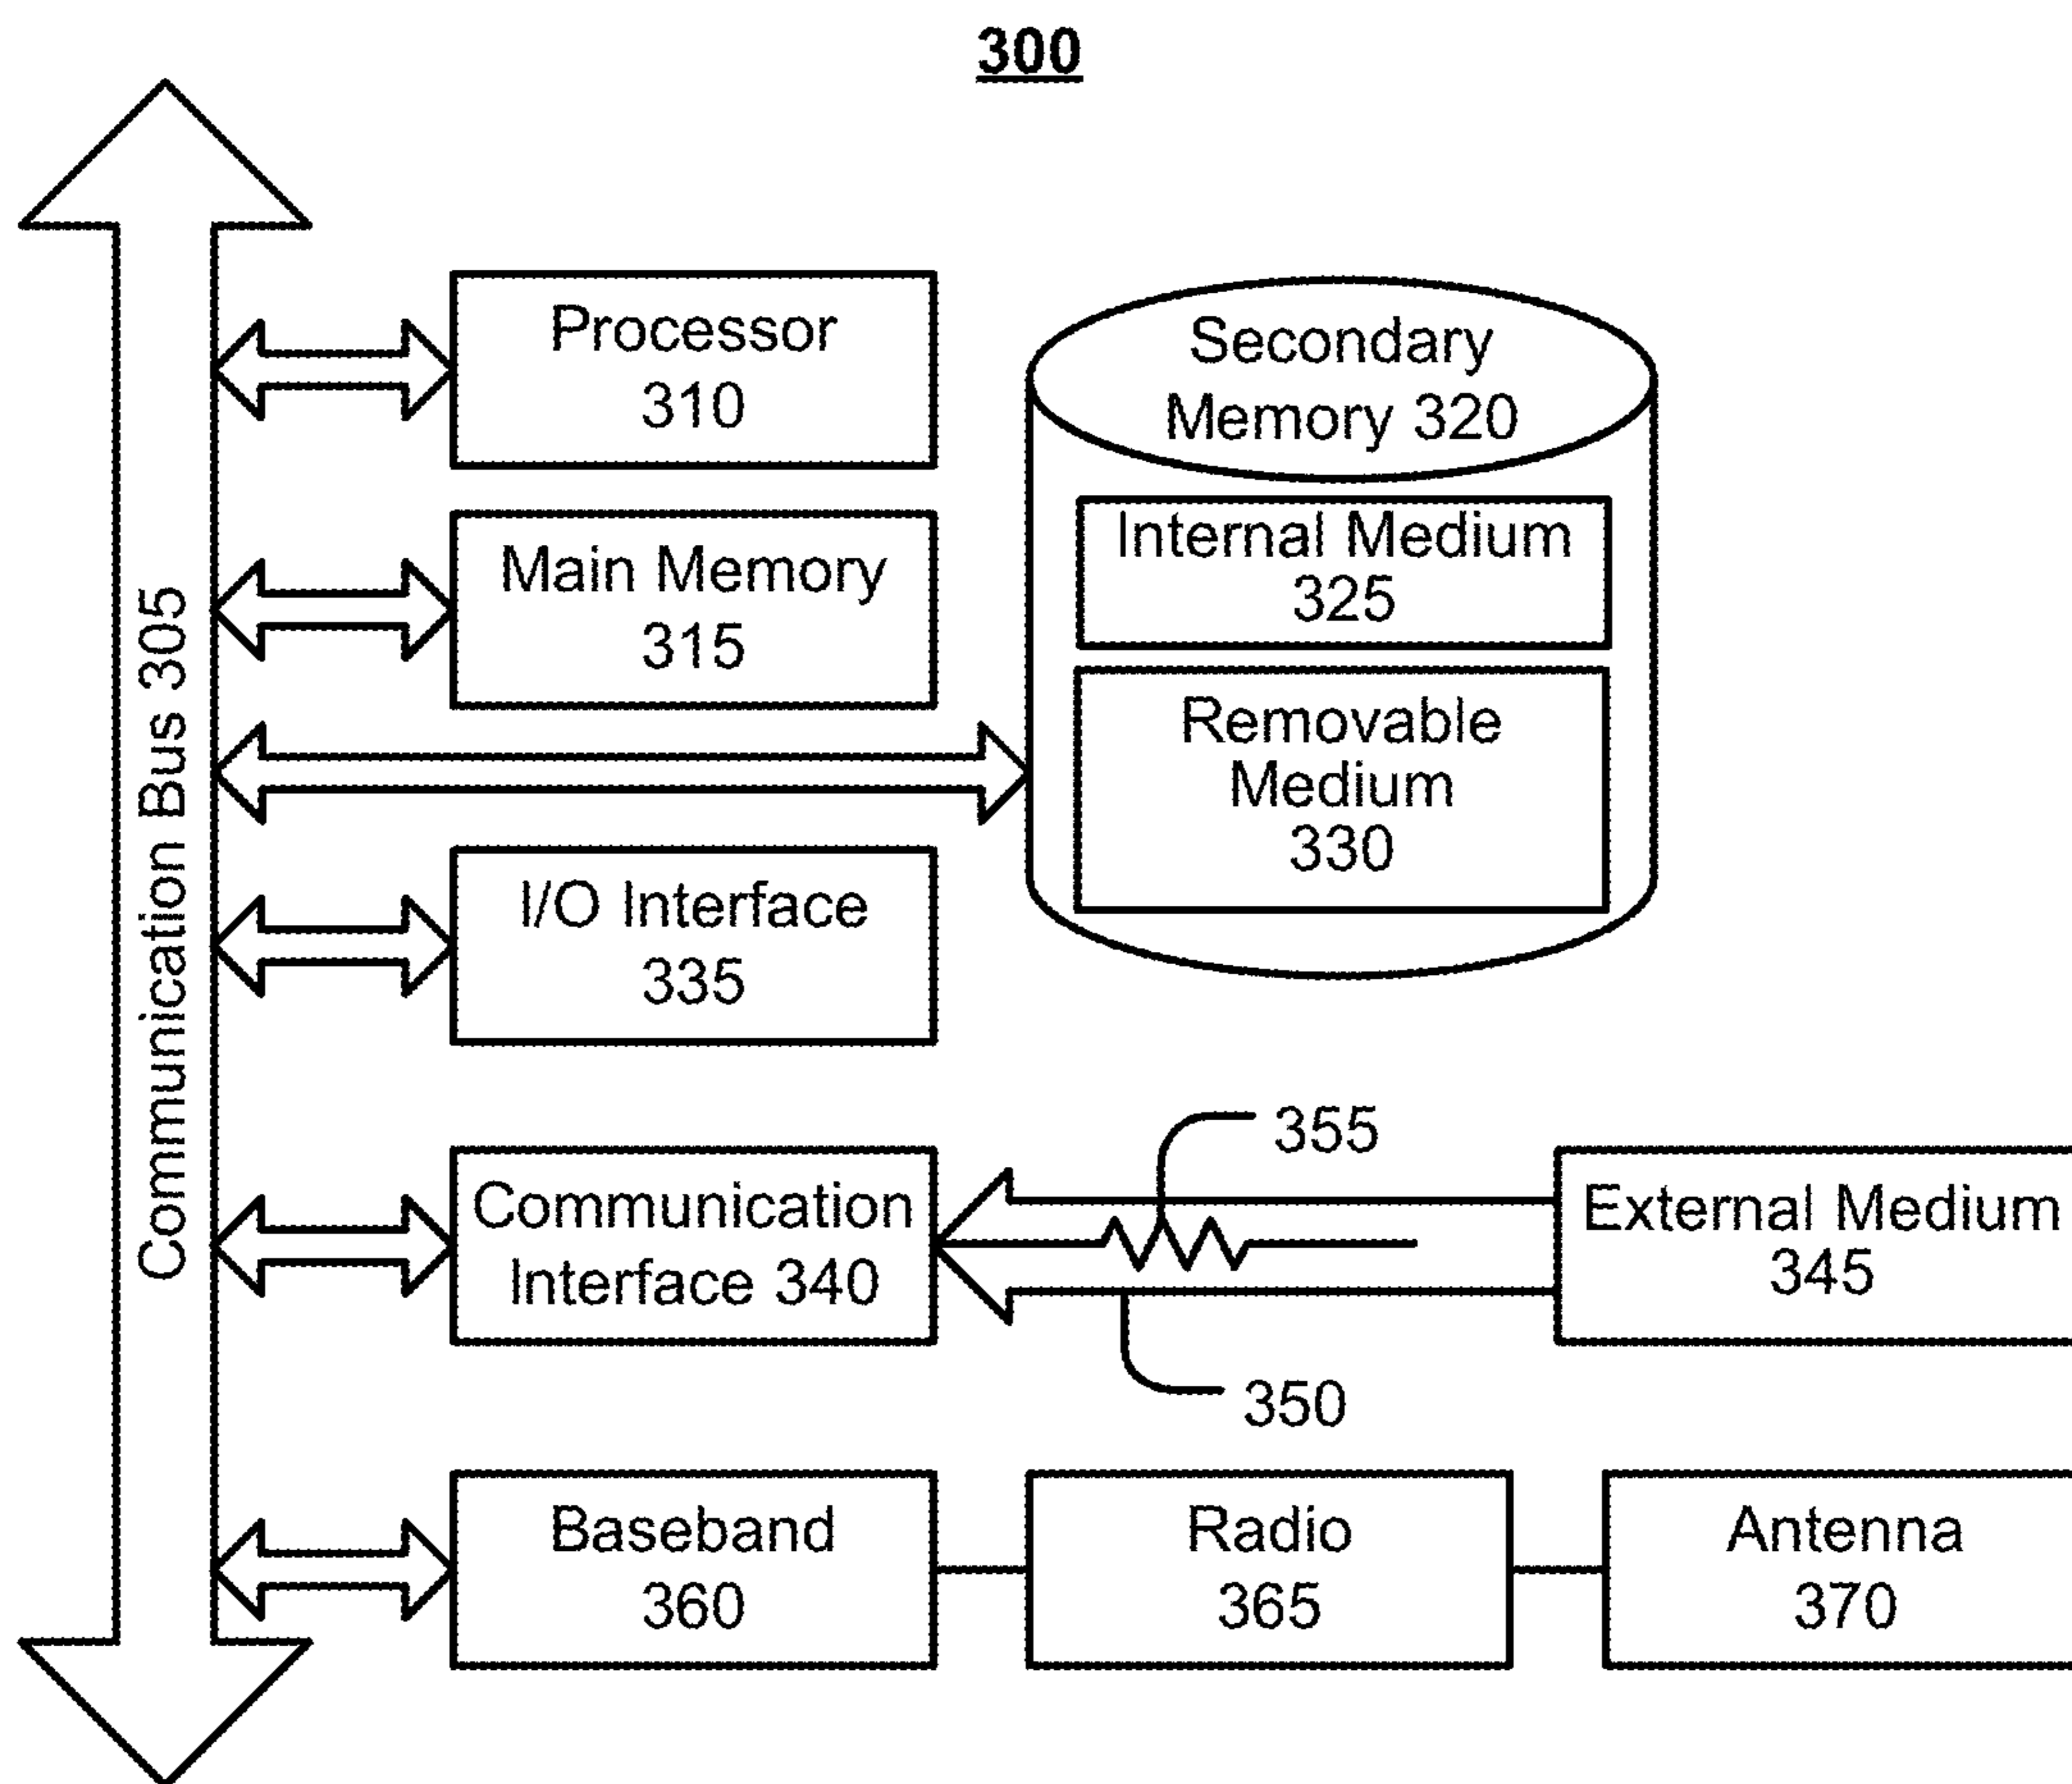 300
Communication Bus 305
Processor
310
Secondary
Memory 320
Main Memory
315
Internal Medium
325
Removable
Medium
330
I/O Interface
335
355
Communication
Interface 340
External Medium
345
350
Baseband
360
Radio
365
Antenna
370